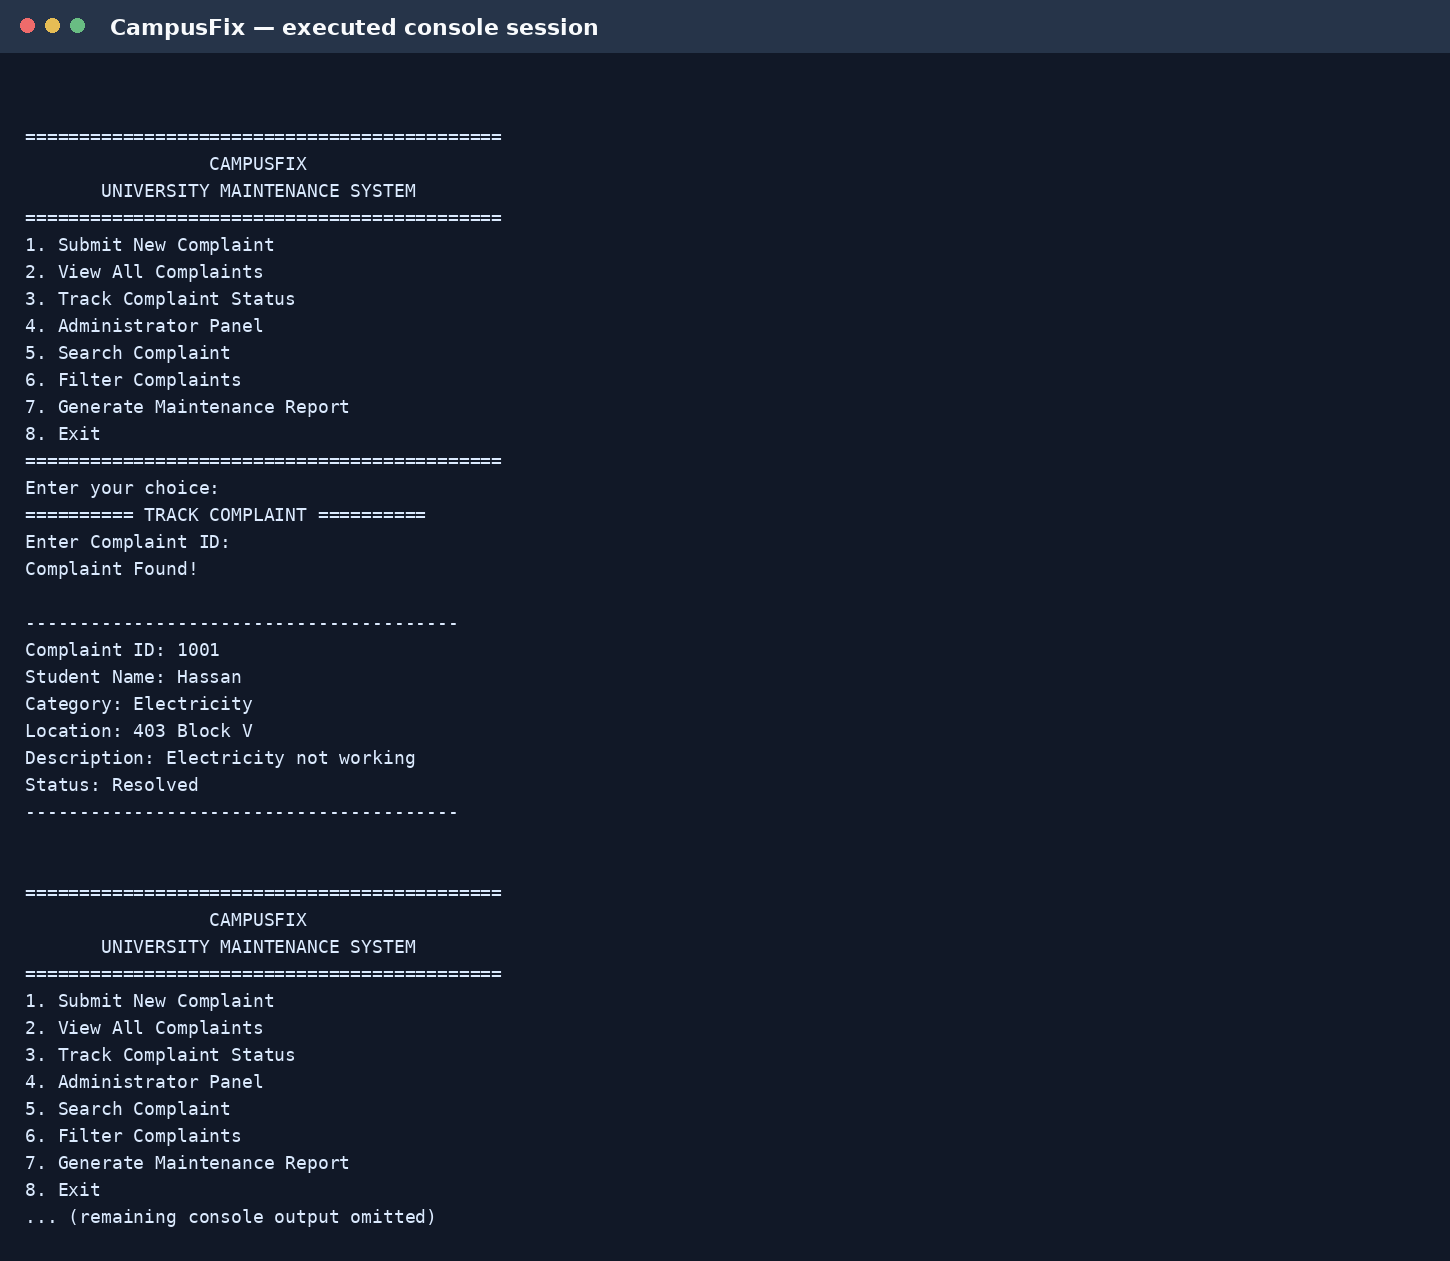 CampusFix — executed console session
============================================
CAMPUSFIX
UNIVERSITY MAINTENANCE SYSTEM
============================================
1. Submit New Complaint
2. View All Complaints
3. Track Complaint Status
4. Administrator Panel
5. Search Complaint
6. Filter Complaints
7. Generate Maintenance Report
8. Exit
============================================
Enter your choice:
========== TRACK COMPLAINT ==========
Enter Complaint ID:
Complaint Found!
----------------------------------------
Complaint ID: 1001
Student Name: Hassan
Category: Electricity
Location: 403 Block V
Description: Electricity not working
Status: Resolved
----------------------------------------
============================================
CAMPUSFIX
UNIVERSITY MAINTENANCE SYSTEM
============================================
1. Submit New Complaint
2. View All Complaints
3. Track Complaint Status
4. Administrator Panel
5. Search Complaint
6. Filter Complaints
7. Generate Maintenance Report
8. Exit
... (remaining console output omitted)